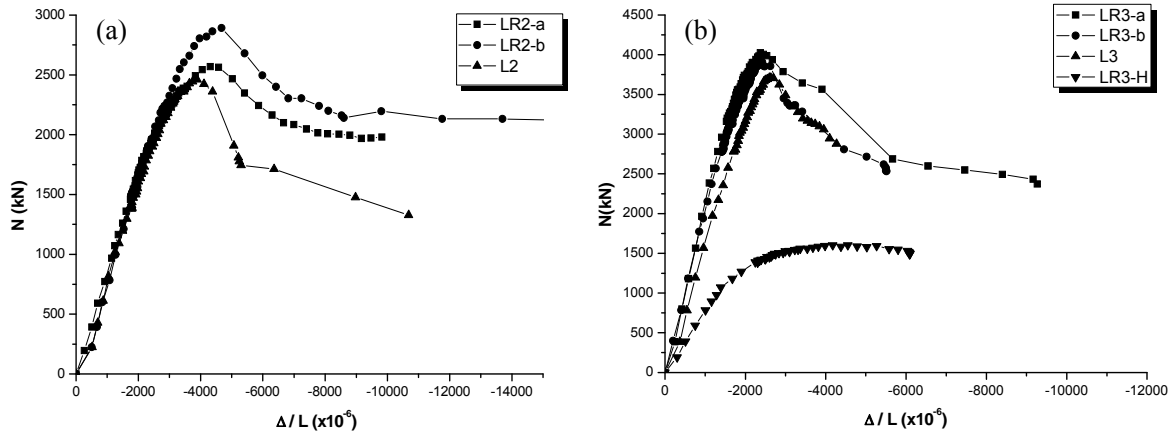 (a)
LR2-a
LR2-b
L2
3000
2500
2000
1500
1000
500
0
N (kN)
0 -2000 -4000 -6000 -8000 -10000 -12000 -14000
Δ / L (x10⁻⁶)
(b)
LR3-a
LR3-b
L3
LR3-H
4500
4000
3500
3000
2500
2000
1500
1000
500
0
N(kN)
0 -2000 -4000 -6000 -8000 -10000 -12000
Δ / L (x10⁻⁶)